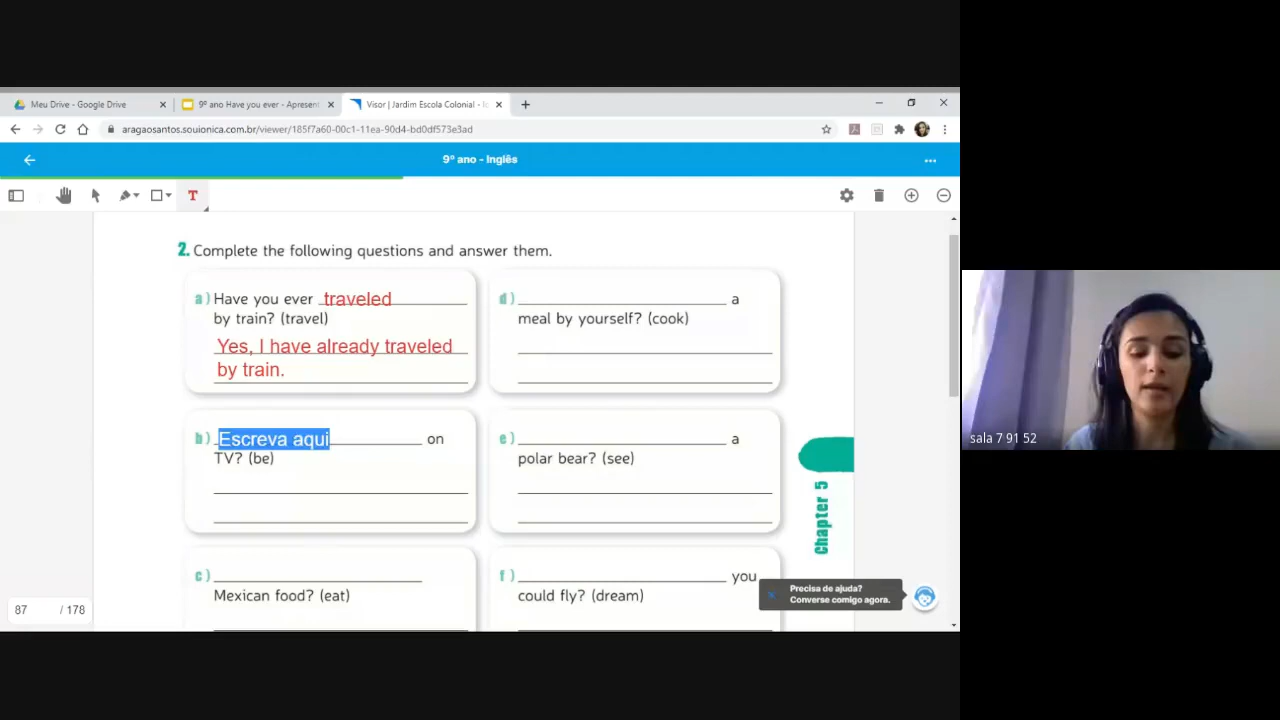 Meu Drive - Google Drive
9º ano Have you ever - Apresent
Visor | Jardim Escola Colonial - Io
aragaosantos.souionica.com.br/viewer/185f7a60-00c1-11ea-90d4-bd0df573e3ad
9º ano - Inglês
T
2. Complete the following questions and answer them.
a) Have you ever traveled
by train? (travel)
Yes, I have already traveled
by train.
b) Escreva aqui on
TV? (be)
c)
Mexican food? (eat)
d) a
meal by yourself? (cook)
e) a
polar bear? (see)
f) you
could fly? (dream)
Chapter 5
Precisa de ajuda?
Converse comigo agora.
87 / 178
sala 7 91 52